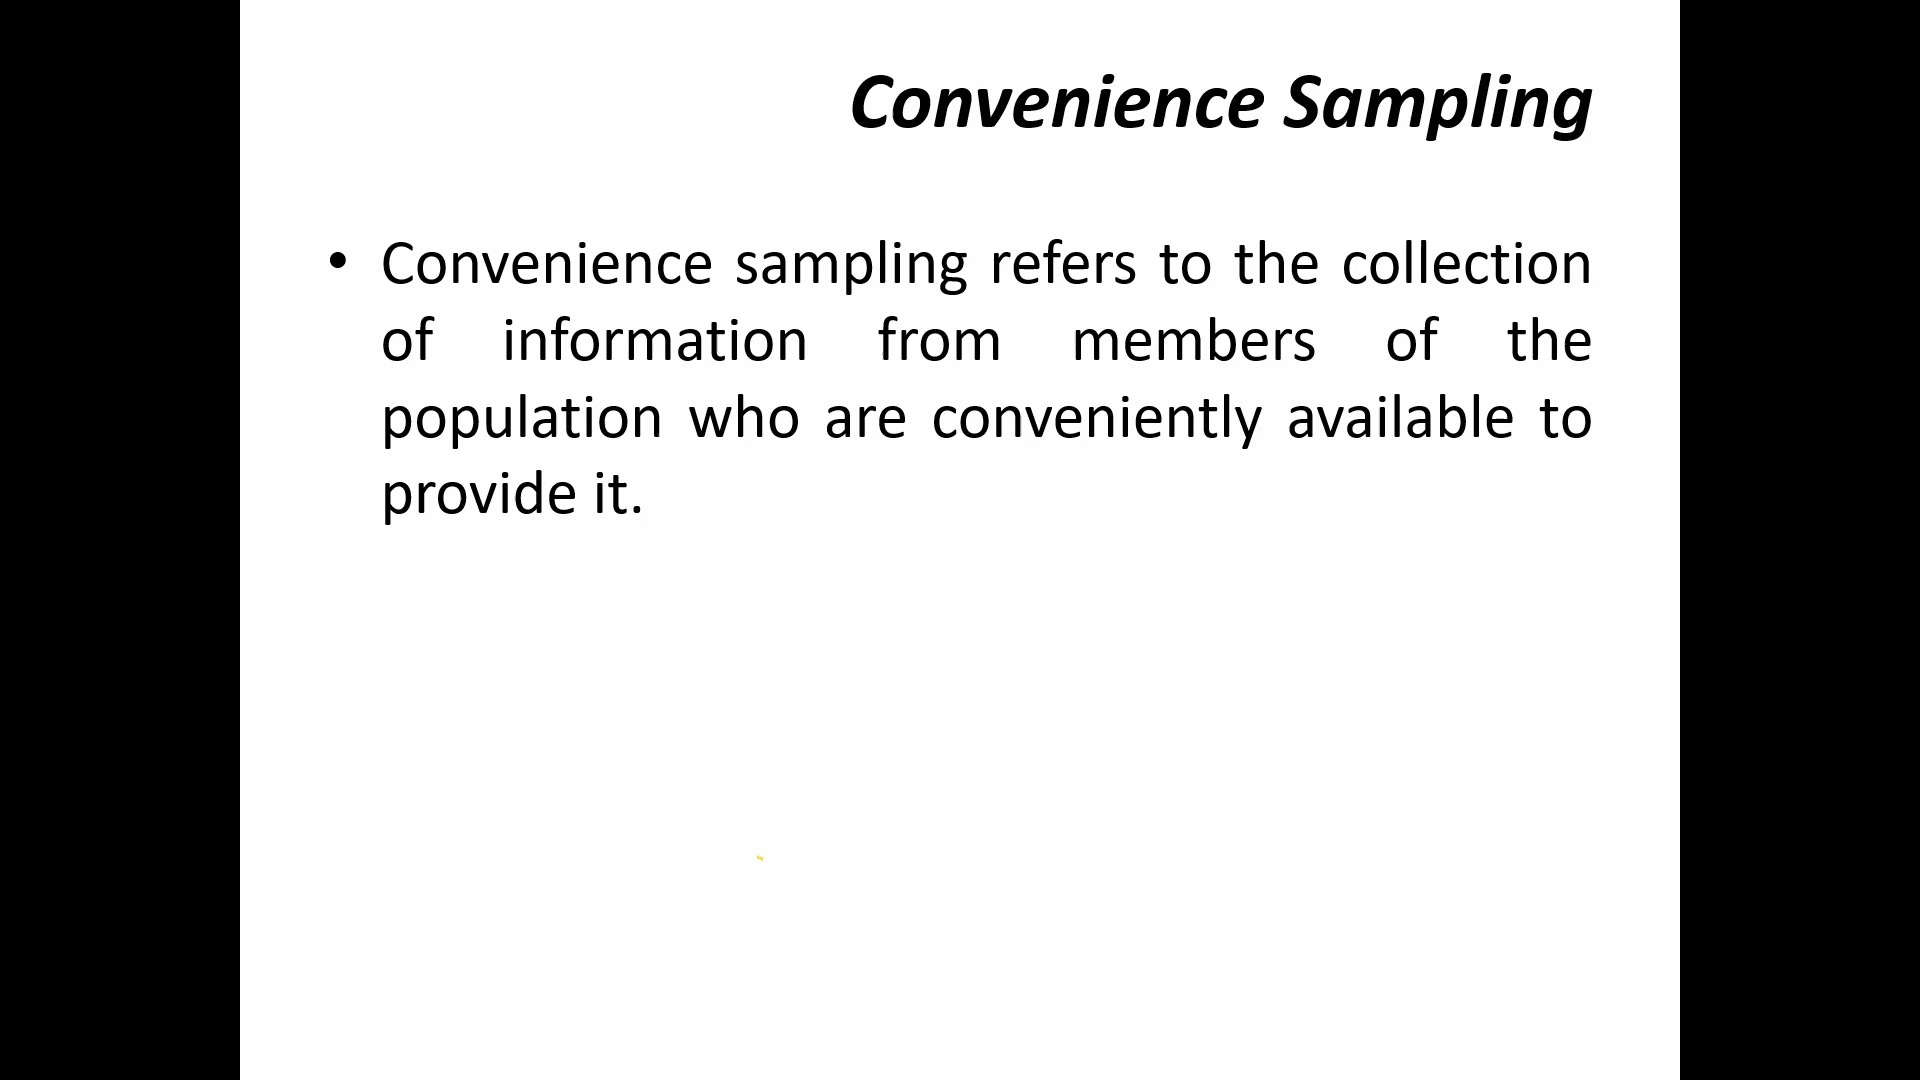 Convenience Sampling
• Convenience sampling refers to the collection
of information from members of the
population who are conveniently available to
provide it.